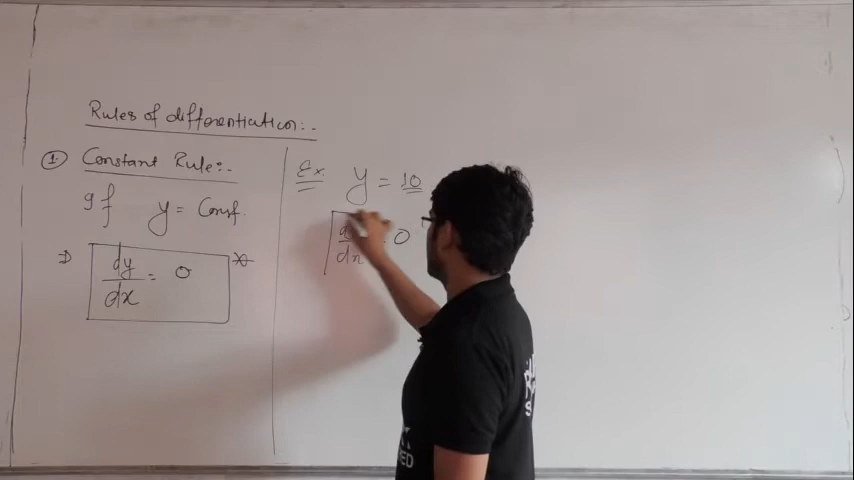 Rules of differentiation:-
① Constant Rule:-
If y = Const.
⇒ dy/dx = 0
Ex. y = 10
dy/dx = 0